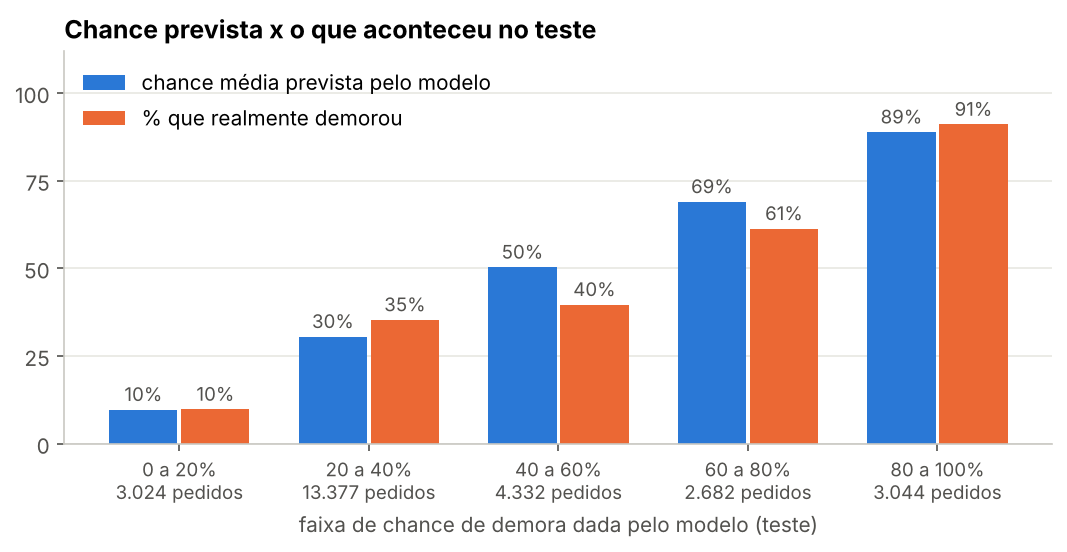 Chance prevista x o que aconteceu no teste
chance média prevista pelo modelo
% que realmente demorou
100
75
50
25
0
10%
10%
30%
35%
50%
40%
69%
61%
89%
91%
0 a 20%
20 a 40%
40 a 60%
60 a 80%
80 a 100%
3.024 pedidos
13.377 pedidos
4.332 pedidos
2.682 pedidos
3.044 pedidos
faixa de chance de demora dada pelo modelo (teste)